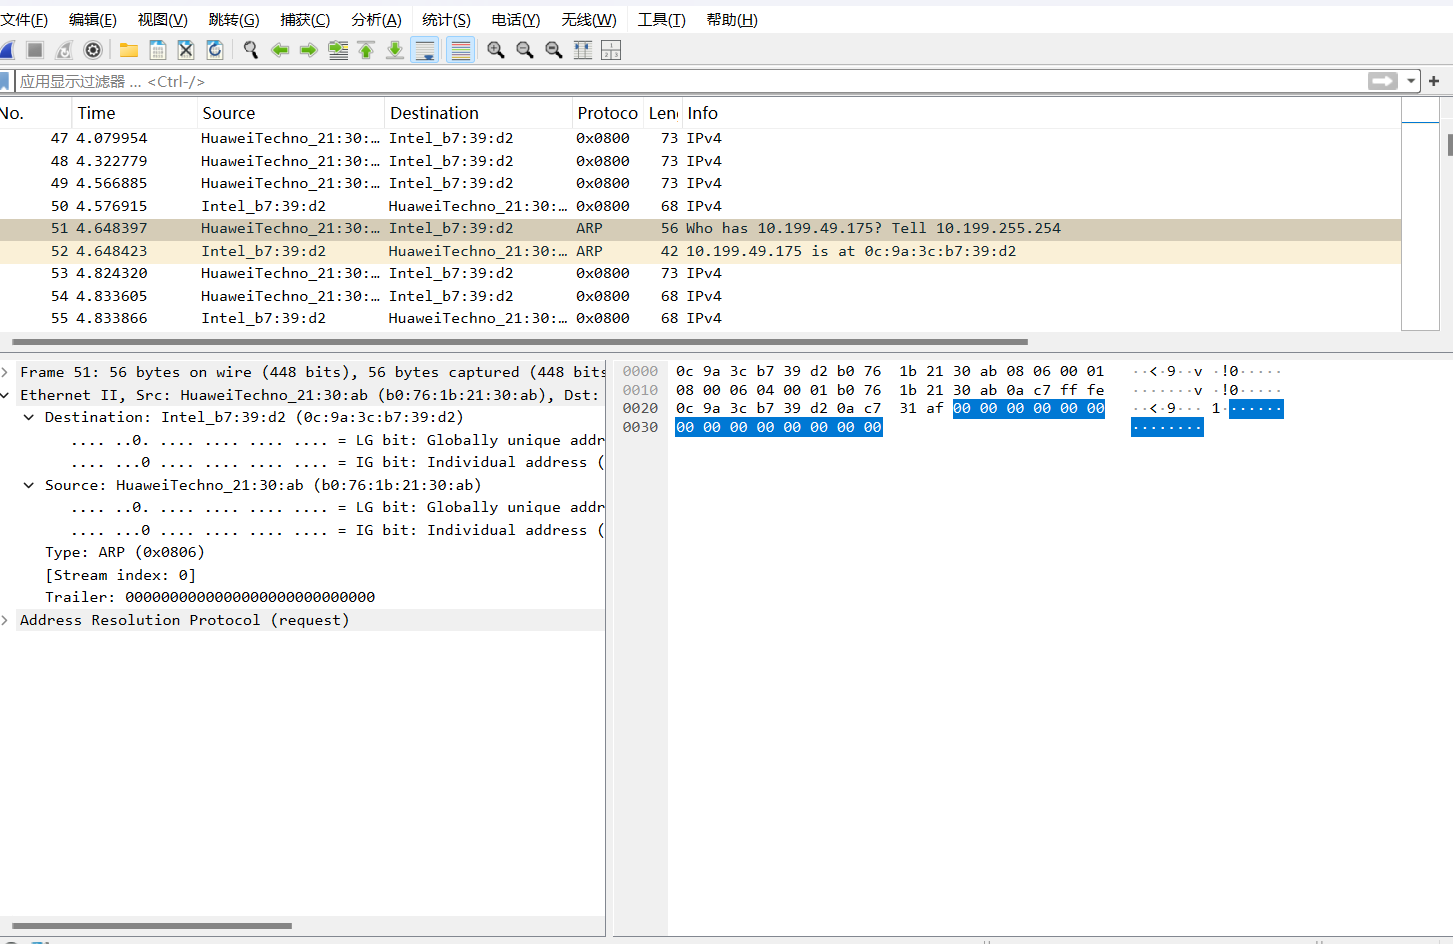 文件(F) 编辑(E) 视图(V) 跳转(G) 捕获(C) 分析(A) 统计(S) 电话(Y) 无线(W) 工具(T) 帮助(H)
应用显示过滤器 … <Ctrl-/>
No. Time Source Destination Protoco Len Info
47 4.079954 HuaweiTechno_21:30:… Intel_b7:39:d2 0x0800 73 IPv4
48 4.322779 HuaweiTechno_21:30:… Intel_b7:39:d2 0x0800 73 IPv4
49 4.566885 HuaweiTechno_21:30:… Intel_b7:39:d2 0x0800 73 IPv4
50 4.576915 Intel_b7:39:d2 HuaweiTechno_21:30:… 0x0800 68 IPv4
51 4.648397 HuaweiTechno_21:30:… Intel_b7:39:d2 ARP 56 Who has 10.199.49.175? Tell 10.199.255.254
52 4.648423 Intel_b7:39:d2 HuaweiTechno_21:30:… ARP 42 10.199.49.175 is at 0c:9a:3c:b7:39:d2
53 4.824320 HuaweiTechno_21:30:… Intel_b7:39:d2 0x0800 73 IPv4
54 4.833605 HuaweiTechno_21:30:… Intel_b7:39:d2 0x0800 68 IPv4
55 4.833866 Intel_b7:39:d2 HuaweiTechno_21:30:… 0x0800 68 IPv4
Frame 51: 56 bytes on wire (448 bits), 56 bytes captured (448 bits
Ethernet II, Src: HuaweiTechno_21:30:ab (b0:76:1b:21:30:ab), Dst:
Destination: Intel_b7:39:d2 (0c:9a:3c:b7:39:d2)
.... ..0. .... .... .... .... = LG bit: Globally unique addr
.... ...0 .... .... .... .... = IG bit: Individual address (
Source: HuaweiTechno_21:30:ab (b0:76:1b:21:30:ab)
.... ..0. .... .... .... .... = LG bit: Globally unique addr
.... ...0 .... .... .... .... = IG bit: Individual address (
Type: ARP (0x0806)
[Stream index: 0]
Trailer: 0000000000000000000000000000
Address Resolution Protocol (request)
0000 0c 9a 3c b7 39 d2 b0 76 1b 21 30 ab 08 06 00 01 ··<·9··v ·!0·····
0010 08 00 06 04 00 01 b0 76 1b 21 30 ab 0a c7 ff fe ·······v ·!0·····
0020 0c 9a 3c b7 39 d2 0a c7 31 af 00 00 00 00 00 00 ··<·9··· 1·······
0030 00 00 00 00 00 00 00 00 ········